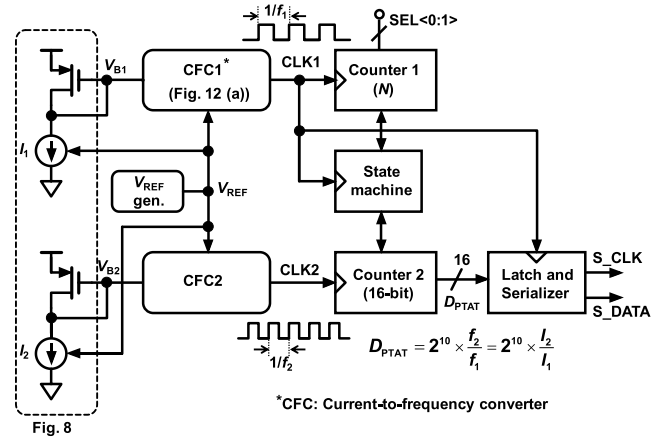 1/f1
SEL<0:1>
VB1
CFC1*
(Fig. 12 (a))
CLK1
Counter 1
(N)
I1
VREF
gen.
VREF
State
machine
VB2
CFC2
CLK2
Counter 2
(16-bit)
16
DPTAT
Latch and
Serializer
S_CLK
S_DATA
I2
1/f2
DPTAT = 2^10 × f2/f1 = 2^10 × I2/I1
*CFC: Current-to-frequency converter
Fig. 8